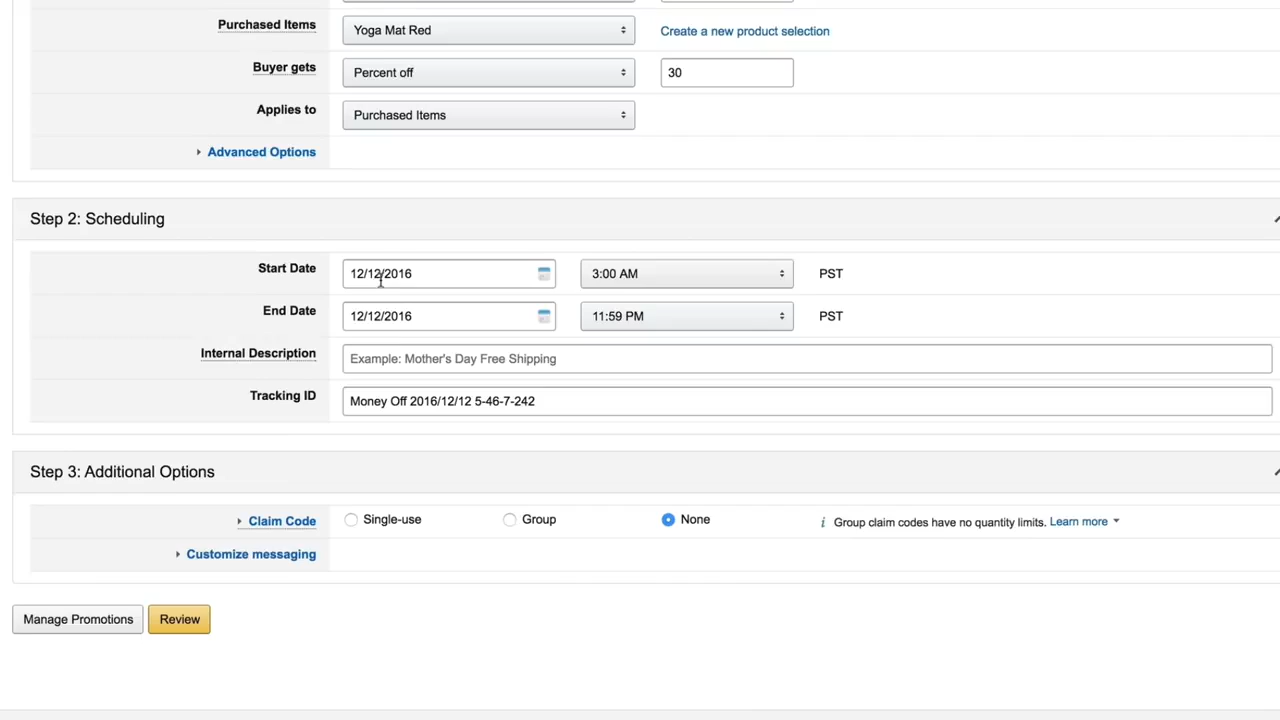 Purchased Items Yoga Mat Red Create a new product selection
Buyer gets Percent off 30
Applies to Purchased Items
Advanced Options
Step 2: Scheduling
Start Date 12/12/2016 3:00 AM PST
End Date 12/12/2016 11:59 PM PST
Internal Description Example: Mother's Day Free Shipping
Tracking ID Money Off 2016/12/12 5-46-7-242
Step 3: Additional Options
Claim Code Single-use Group None i Group claim codes have no quantity limits. Learn more
Customize messaging
Manage Promotions Review